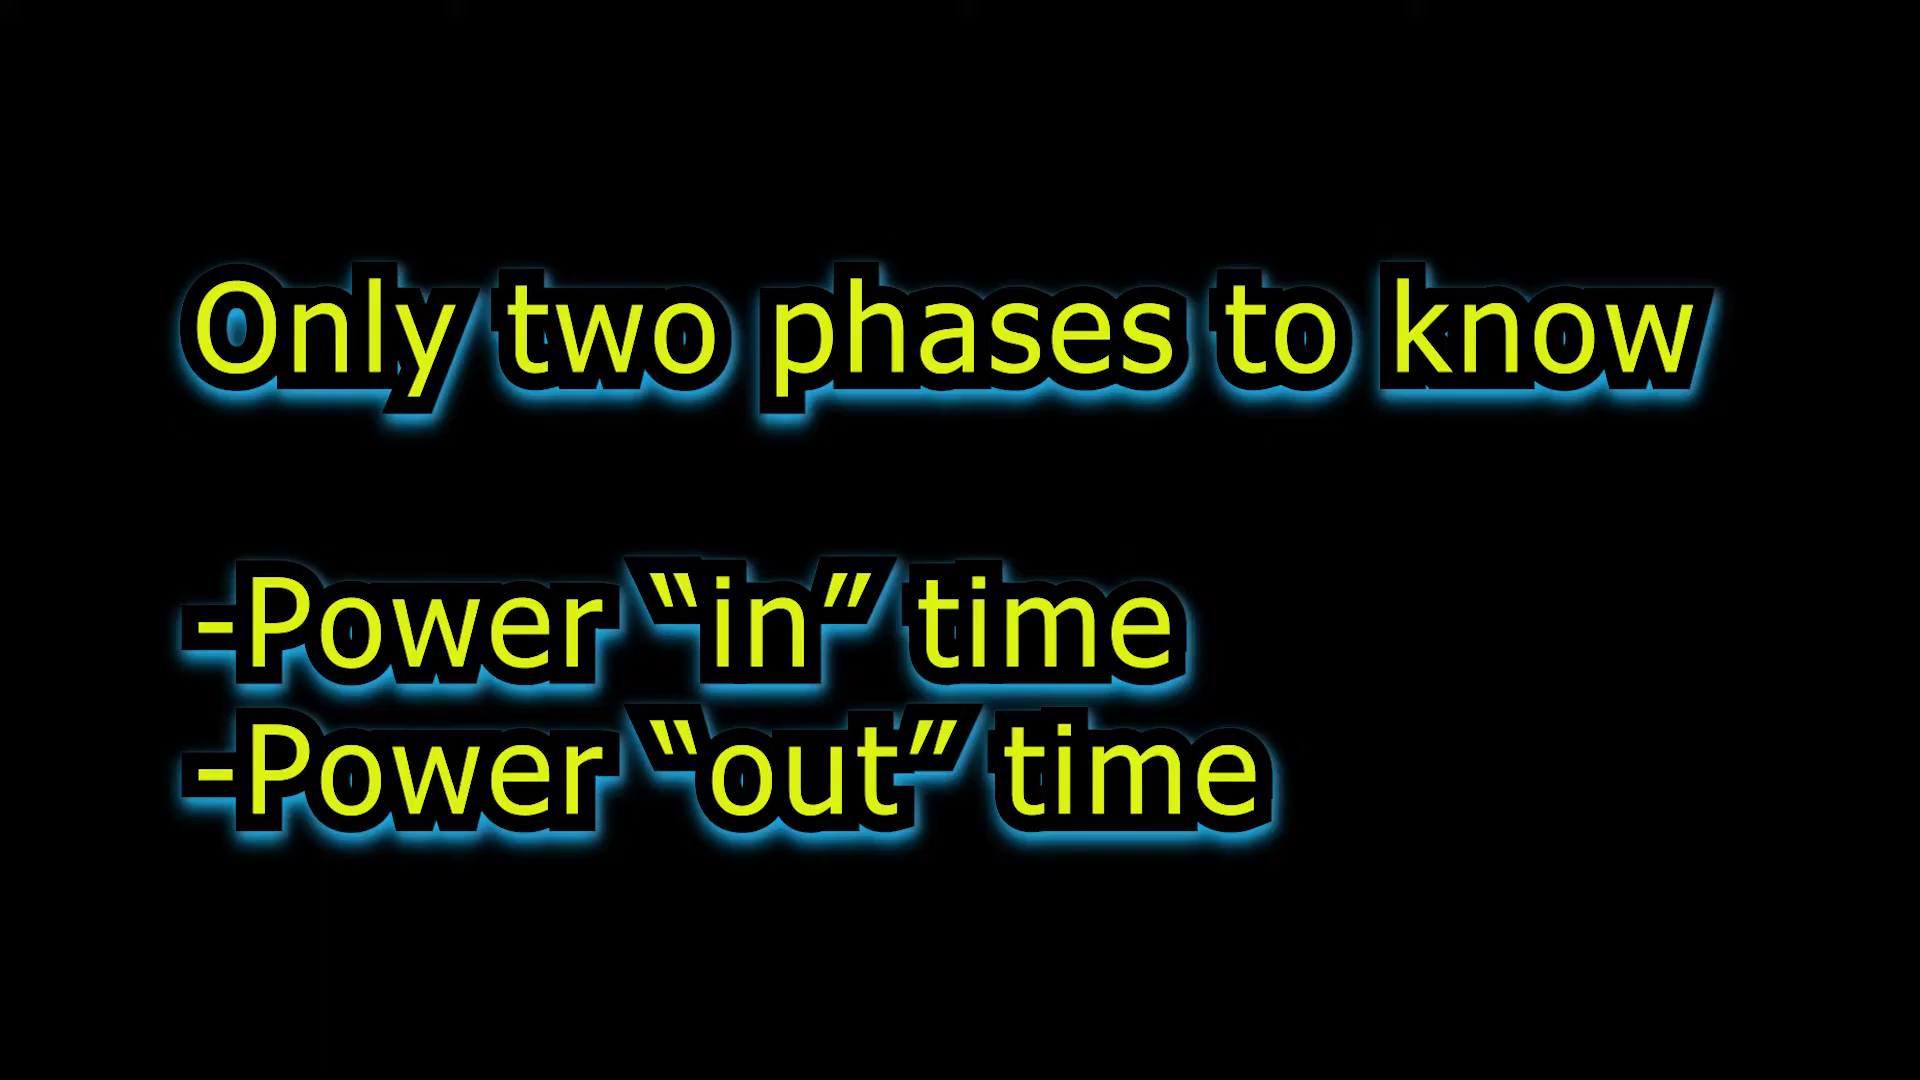 Only two phases to know
-Power “in” time
-Power “out” time